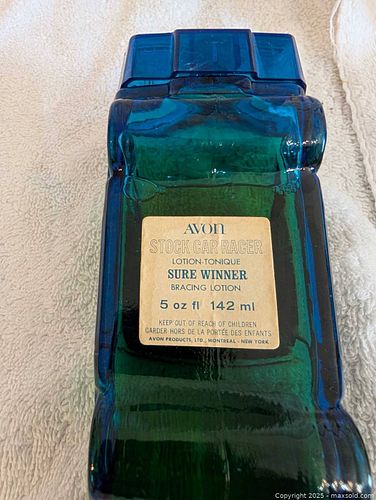 AVON
STOCK CAR RACER
LOTION-TONIQUE
SURE WINNER
BRACING LOTION
5 oz fl 142 ml
KEEP OUT OF REACH OF CHILDREN
GARDER HORS DE LA PORTÉE DES ENFANTS
AVON PRODUCTS, LTD., MONTREAL - NEW YORK
Copyright 2025 - maxsold.com